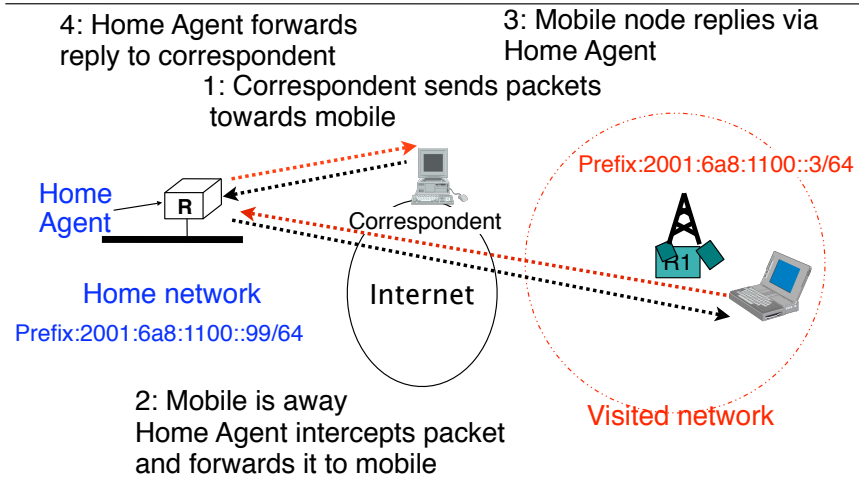 4: Home Agent forwards
reply to correspondent
3: Mobile node replies via
Home Agent
1: Correspondent sends packets
towards mobile
Prefix:2001:6a8:1100::3/64
Home
Agent
R
Correspondent
R1
Internet
Home network
Prefix:2001:6a8:1100::99/64
2: Mobile is away
Home Agent intercepts packet
and forwards it to mobile
Visited network